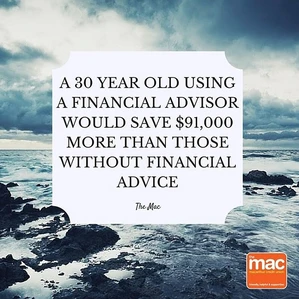 A 30 YEAR OLD USING
A FINANCIAL ADVISOR
WOULD SAVE $91,000
MORE THAN THOSE
WITHOUT FINANCIAL
ADVICE
The Mac
mac